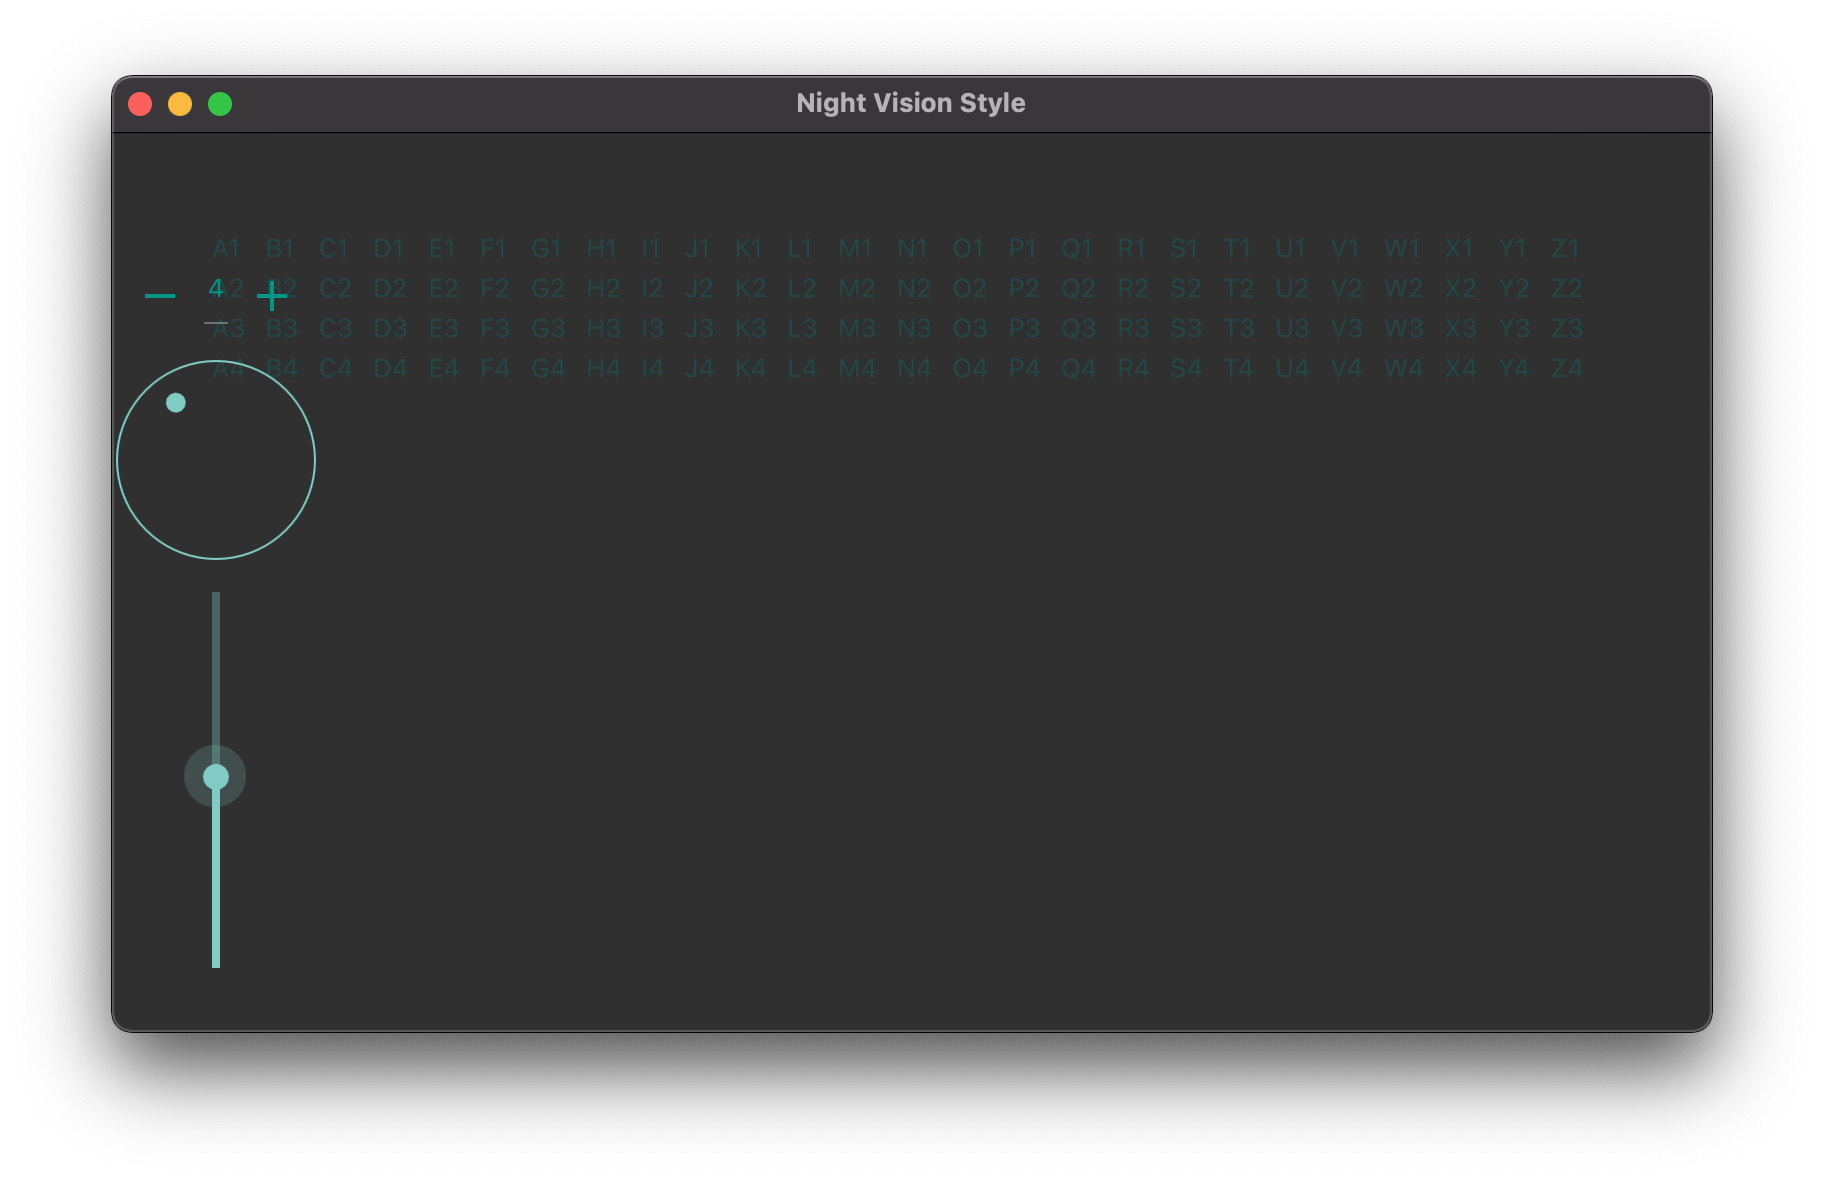 Night Vision Style
A1 B1 C1 D1 E1 F1 G1 H1 I1 J1 K1 L1 M1 N1 O1 P1 Q1 R1 S1 T1 U1 V1 W1 X1 Y1 Z1
− 4 +
A2 B2 C2 D2 E2 F2 G2 H2 I2 J2 K2 L2 M2 N2 O2 P2 Q2 R2 S2 T2 U2 V2 W2 X2 Y2 Z2
A3 B3 C3 D3 E3 F3 G3 H3 I3 J3 K3 L3 M3 N3 O3 P3 Q3 R3 S3 T3 U3 V3 W3 X3 Y3 Z3
A4 B4 C4 D4 E4 F4 G4 H4 I4 J4 K4 L4 M4 N4 O4 P4 Q4 R4 S4 T4 U4 V4 W4 X4 Y4 Z4